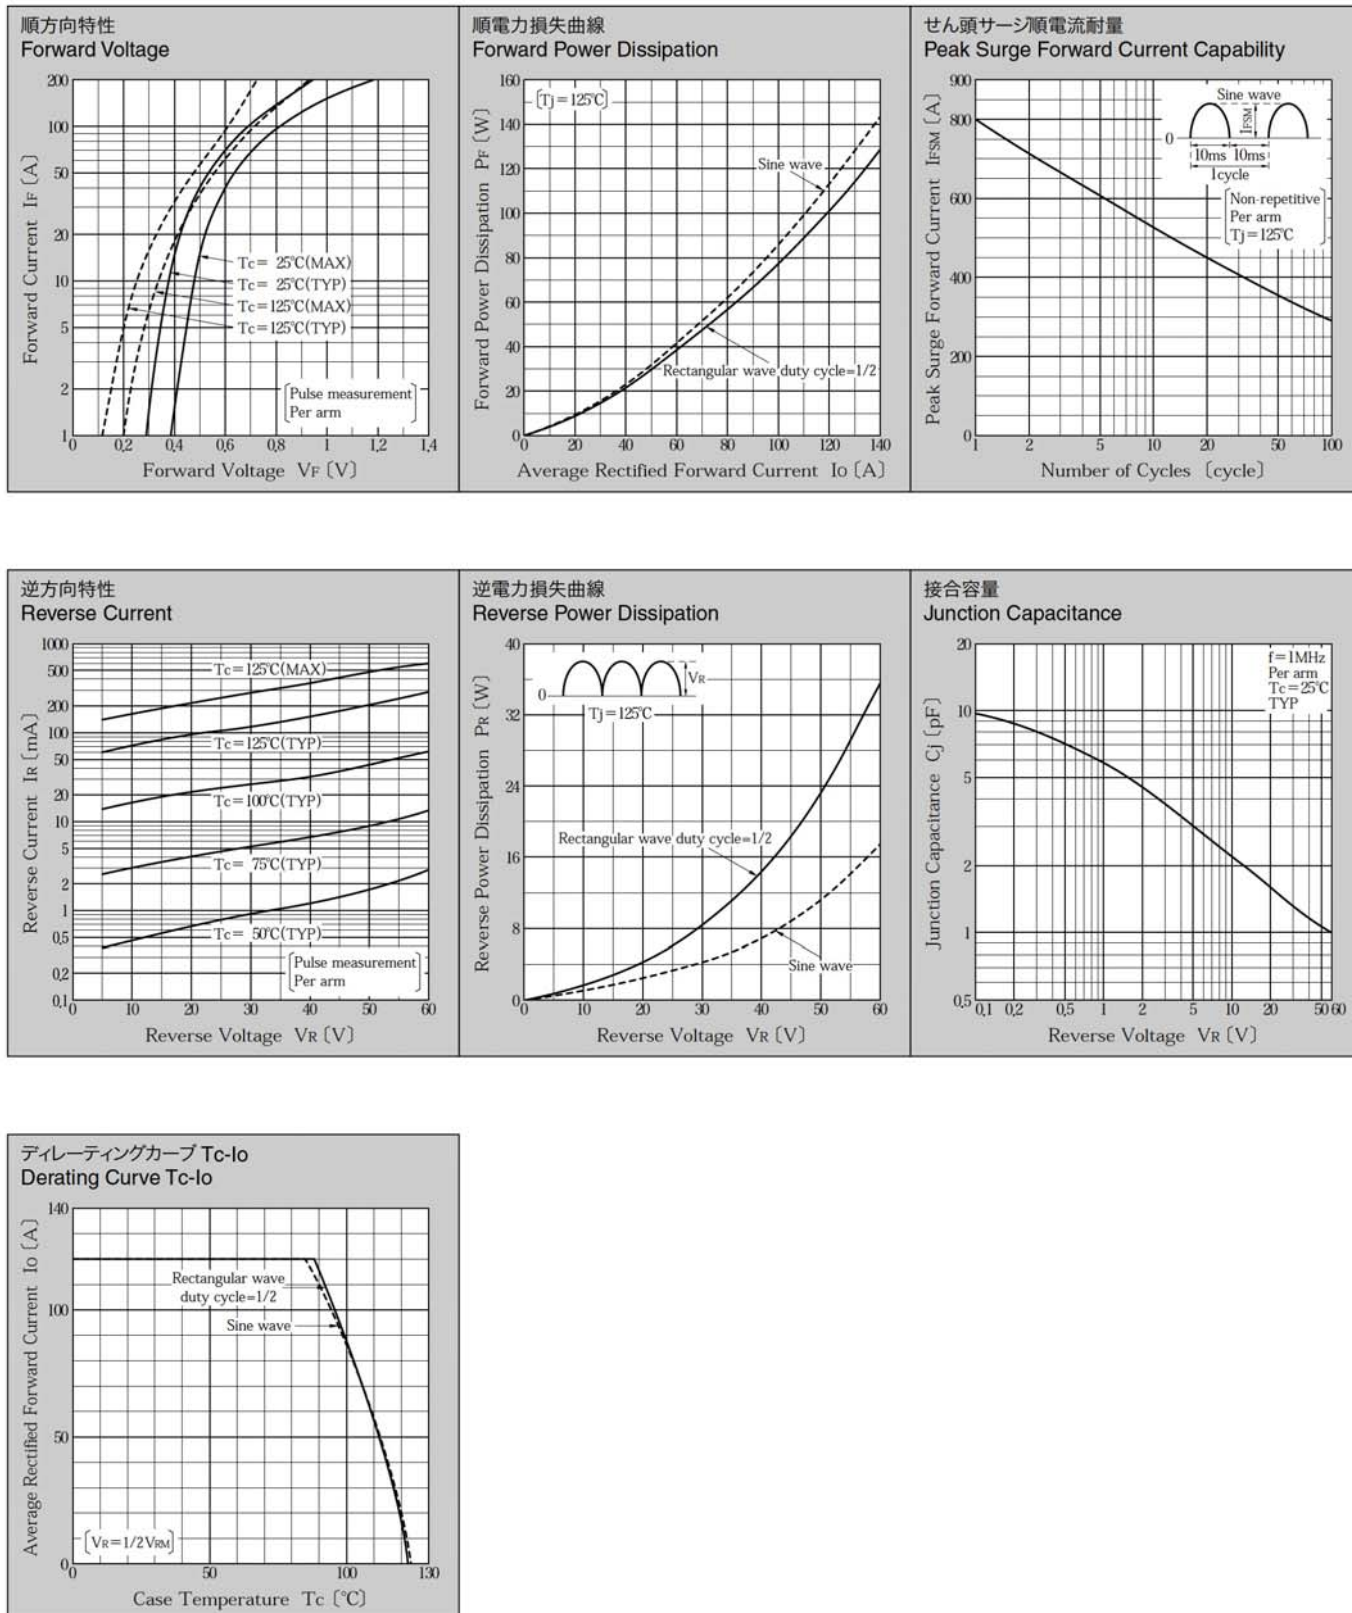 順方向特性
Forward Voltage
Forward Current IF〔A〕
200
100
50
20
10
5
2
1
Tc= 25℃(MAX)
Tc= 25℃(TYP)
Tc=125℃(MAX)
Tc=125℃(TYP)
Pulse measurement
Per arm
0 0.2 0.4 0.6 0.8 1 1.2 1.4
Forward Voltage VF〔V〕
順電力損失曲線
Forward Power Dissipation
Forward Power Dissipation PF〔W〕
160
140
120
100
80
60
40
20
0
〔Tj=125℃〕
Sine wave
Rectangular wave duty cycle=1/2
0 20 40 60 80 100 120 140
Average Rectified Forward Current Io〔A〕
せん頭サージ順電流耐量
Peak Surge Forward Current Capability
Peak Surge Forward Current IFSM〔A〕
900
800
600
400
200
0
Sine wave
IFSM
0
10ms 10ms
1cycle
Non-repetitive
Per arm
Tj=125℃
1 2 5 10 20 50 100
Number of Cycles〔cycle〕
逆方向特性
Reverse Current
Reverse Current IR〔mA〕
1000
500
200
100
50
20
10
5
2
1
0.5
0.2
0.1
Tc=125℃(MAX)
Tc=125℃(TYP)
Tc=100℃(TYP)
Tc= 75℃(TYP)
Tc= 50℃(TYP)
Pulse measurement
Per arm
0 10 20 30 40 50 60
Reverse Voltage VR〔V〕
逆電力損失曲線
Reverse Power Dissipation
Reverse Power Dissipation PR〔W〕
40
32
24
16
8
0
VR
0
Tj=125℃
Rectangular wave duty cycle=1/2
Sine wave
0 10 20 30 40 50 60
Reverse Voltage VR〔V〕
接合容量
Junction Capacitance
Junction Capacitance Cj〔pF〕
20
10
5
2
1
0.5
f=1MHz
Per arm
Tc=25℃
TYP
0.1 0.2 0.5 1 2 5 10 20 50 60
Reverse Voltage VR〔V〕
ディレーティングカーブ Tc-Io
Derating Curve Tc-Io
Average Rectified Forward Current Io〔A〕
140
100
50
0
Rectangular wave
duty cycle=1/2
Sine wave
〔VR=1/2VRM〕
0 50 100 130
Case Temperature Tc〔℃〕